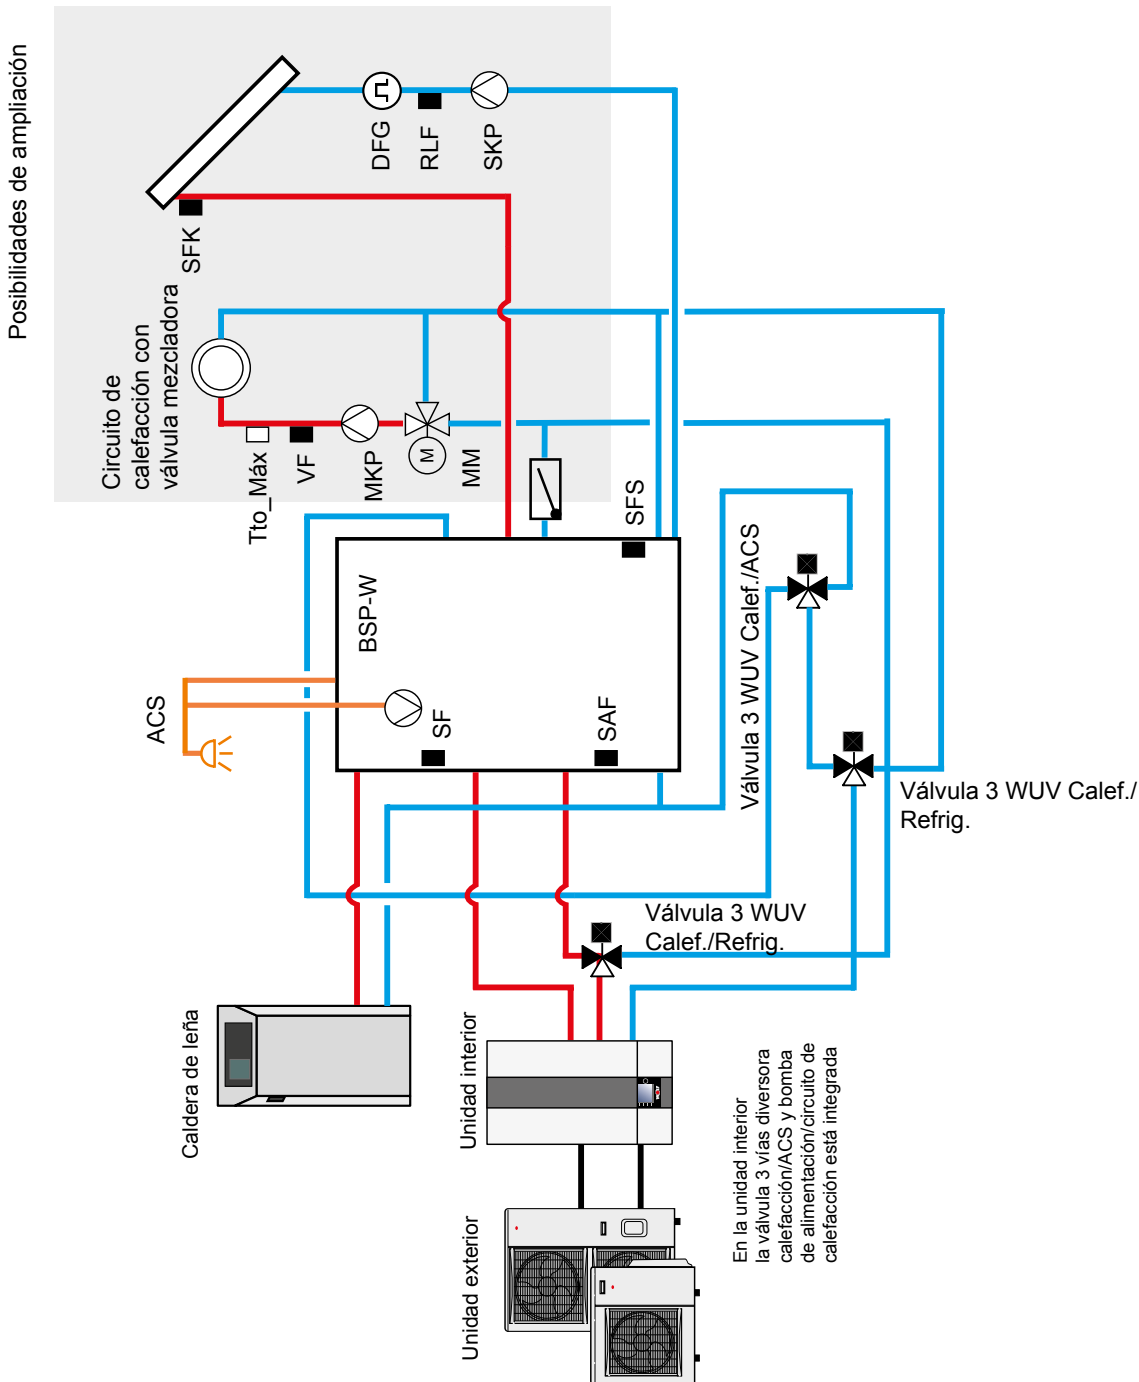 Posibilidades de ampliación
DFG
RLF
SKP
SFK
Circuito de
calefacción con
válvula mezcladora
Tto_Máx
VF
MKP
M
MM
SFS
BSP-W
ACS
SF
SAF
Válvula 3 WUV Calef./ACS
Válvula 3 WUV Calef./
Refrig.
Válvula 3 WUV
Calef./Refrig.
Caldera de leña
Unidad interior
Unidad exterior
En la unidad interior
la válvula 3 vías diversora
calefacción/ACS y bomba
de alimentación/circuito de
calefacción está integrada